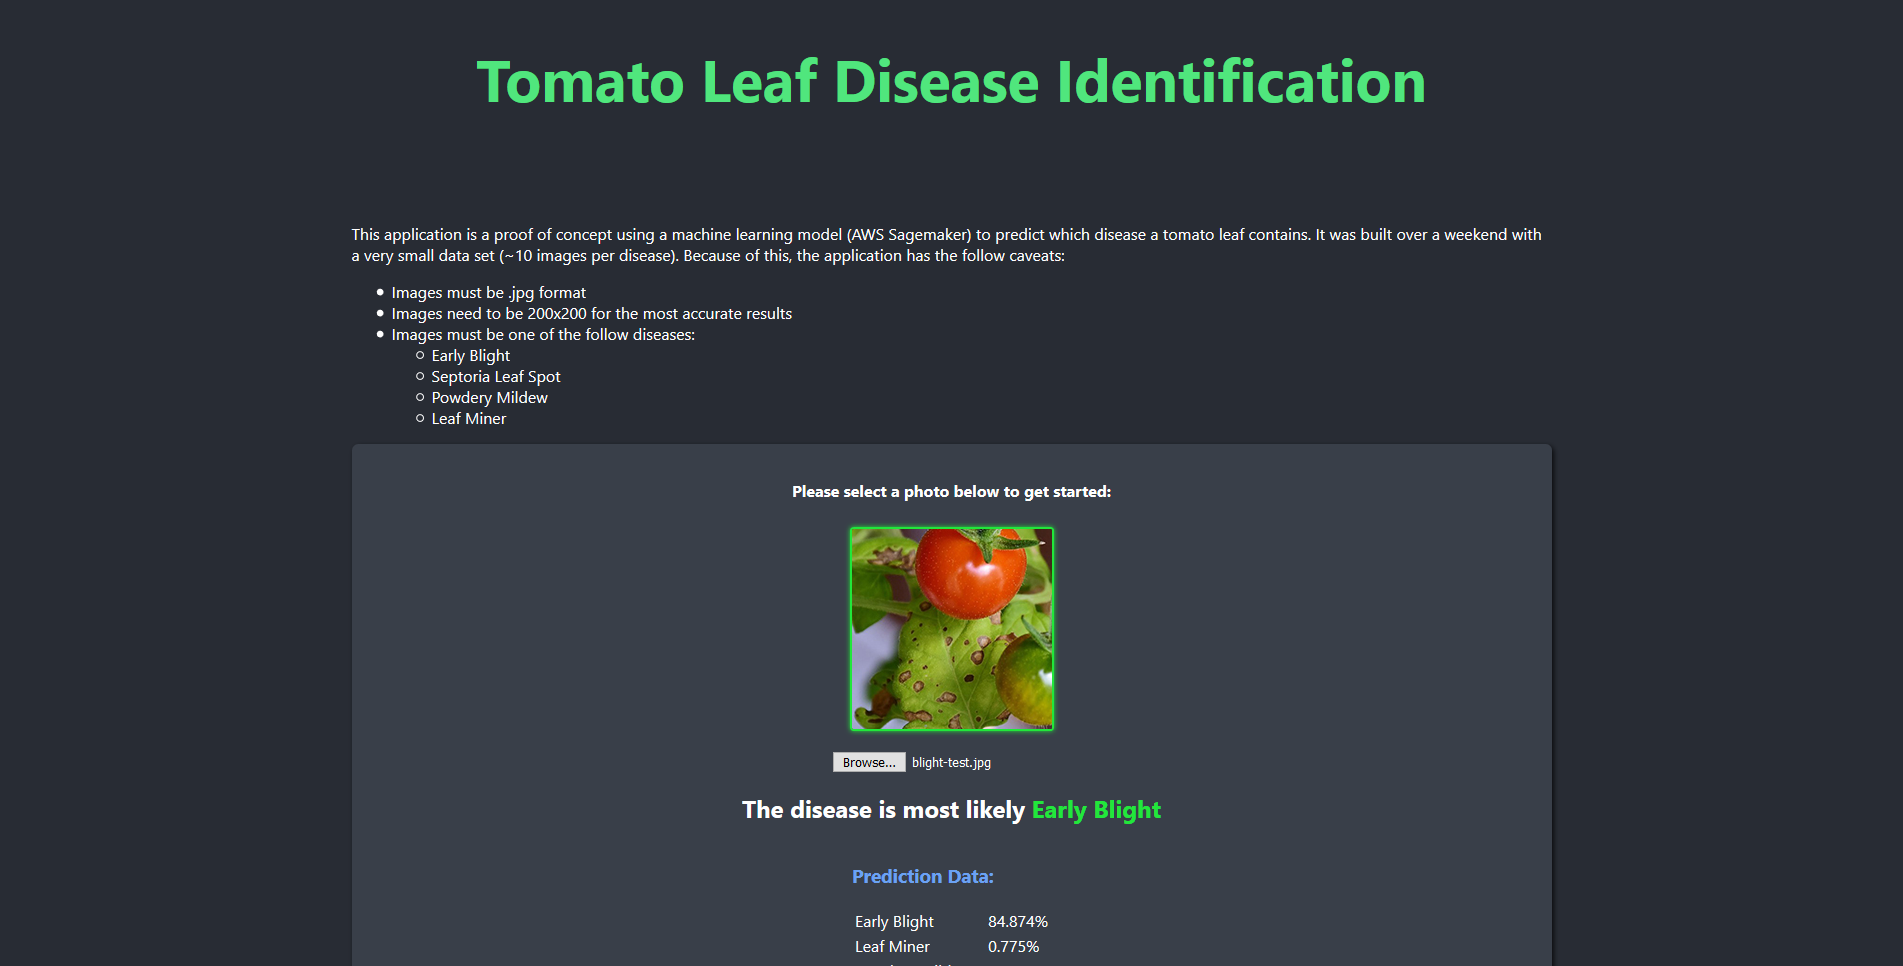 Tomato Leaf Disease Identification
This application is a proof of concept using a machine learning model (AWS Sagemaker) to predict which disease a tomato leaf contains. It was built over a weekend with
a very small data set (~10 images per disease). Because of this, the application has the follow caveats:
Images must be .jpg format
Images need to be 200x200 for the most accurate results
Images must be one of the follow diseases:
Early Blight
Septoria Leaf Spot
Powdery Mildew
Leaf Miner
Please select a photo below to get started:
Browse... blight-test.jpg
The disease is most likely Early Blight
Prediction Data:
Early Blight 84.874%
Leaf Miner 0.775%